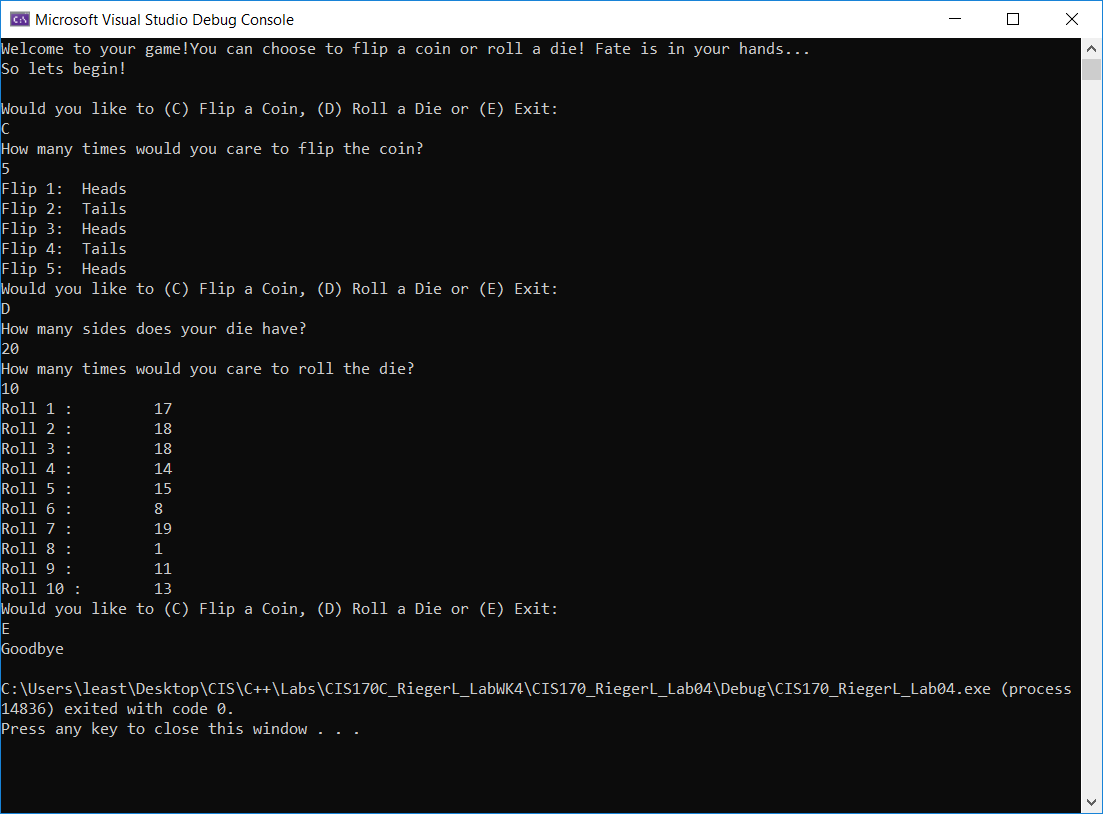 Microsoft Visual Studio Debug Console
Welcome to your game!You can choose to flip a coin or roll a die! Fate is in your hands...
So lets begin!
Would you like to (C) Flip a Coin, (D) Roll a Die or (E) Exit:
C
How many times would you care to flip the coin?
5
Flip 1:  Heads
Flip 2:  Tails
Flip 3:  Heads
Flip 4:  Tails
Flip 5:  Heads
Would you like to (C) Flip a Coin, (D) Roll a Die or (E) Exit:
D
How many sides does your die have?
20
How many times would you care to roll the die?
10
Roll 1 :         17
Roll 2 :         18
Roll 3 :         18
Roll 4 :         14
Roll 5 :         15
Roll 6 :         8
Roll 7 :         19
Roll 8 :         1
Roll 9 :         11
Roll 10 :        13
Would you like to (C) Flip a Coin, (D) Roll a Die or (E) Exit:
E
Goodbye
C:\Users\least\Desktop\CIS\C++\Labs\CIS170C_RiegerL_LabWK4\CIS170_RiegerL_Lab04\Debug\CIS170_RiegerL_Lab04.exe (process
14836) exited with code 0.
Press any key to close this window . . .